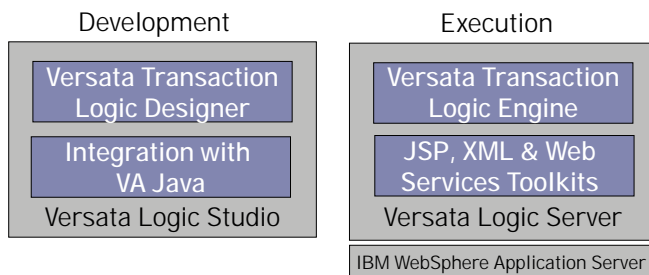 Development
Versata Transaction
Logic Designer
Integration with
VA Java
Versata Logic Studio
Execution
Versata Transaction
Logic Engine
JSP, XML & Web
Services Toolkits
Versata Logic Server
IBM WebSphere Application Server